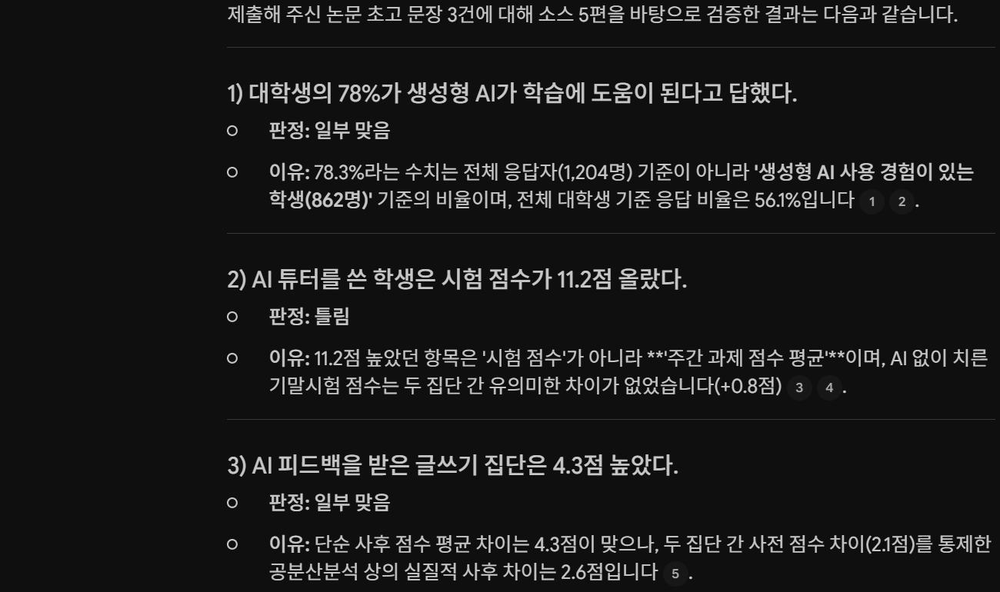 제출해 주신 논문 초고 문장 3건에 대해 소스 5편을 바탕으로 검증한 결과는 다음과 같습니다.
1) 대학생의 78%가 생성형 AI가 학습에 도움이 된다고 답했다.
판정: 일부 맞음
이유: 78.3%라는 수치는 전체 응답자(1,204명) 기준이 아니라 '생성형 AI 사용 경험이 있는
학생(862명)' 기준의 비율이며, 전체 대학생 기준 응답 비율은 56.1%입니다 1 2.
2) AI 튜터를 쓴 학생은 시험 점수가 11.2점 올랐다.
판정: 틀림
이유: 11.2점 높았던 항목은 '시험 점수'가 아니라 **'주간 과제 점수 평균'**이며, AI 없이 치른
기말시험 점수는 두 집단 간 유의미한 차이가 없었습니다(+0.8점) 3 4.
3) AI 피드백을 받은 글쓰기 집단은 4.3점 높았다.
판정: 일부 맞음
이유: 단순 사후 점수 평균 차이는 4.3점이 맞으나, 두 집단 간 사전 점수 차이(2.1점)를 통제한
공분산분석 상의 실질적 사후 차이는 2.6점입니다 5.